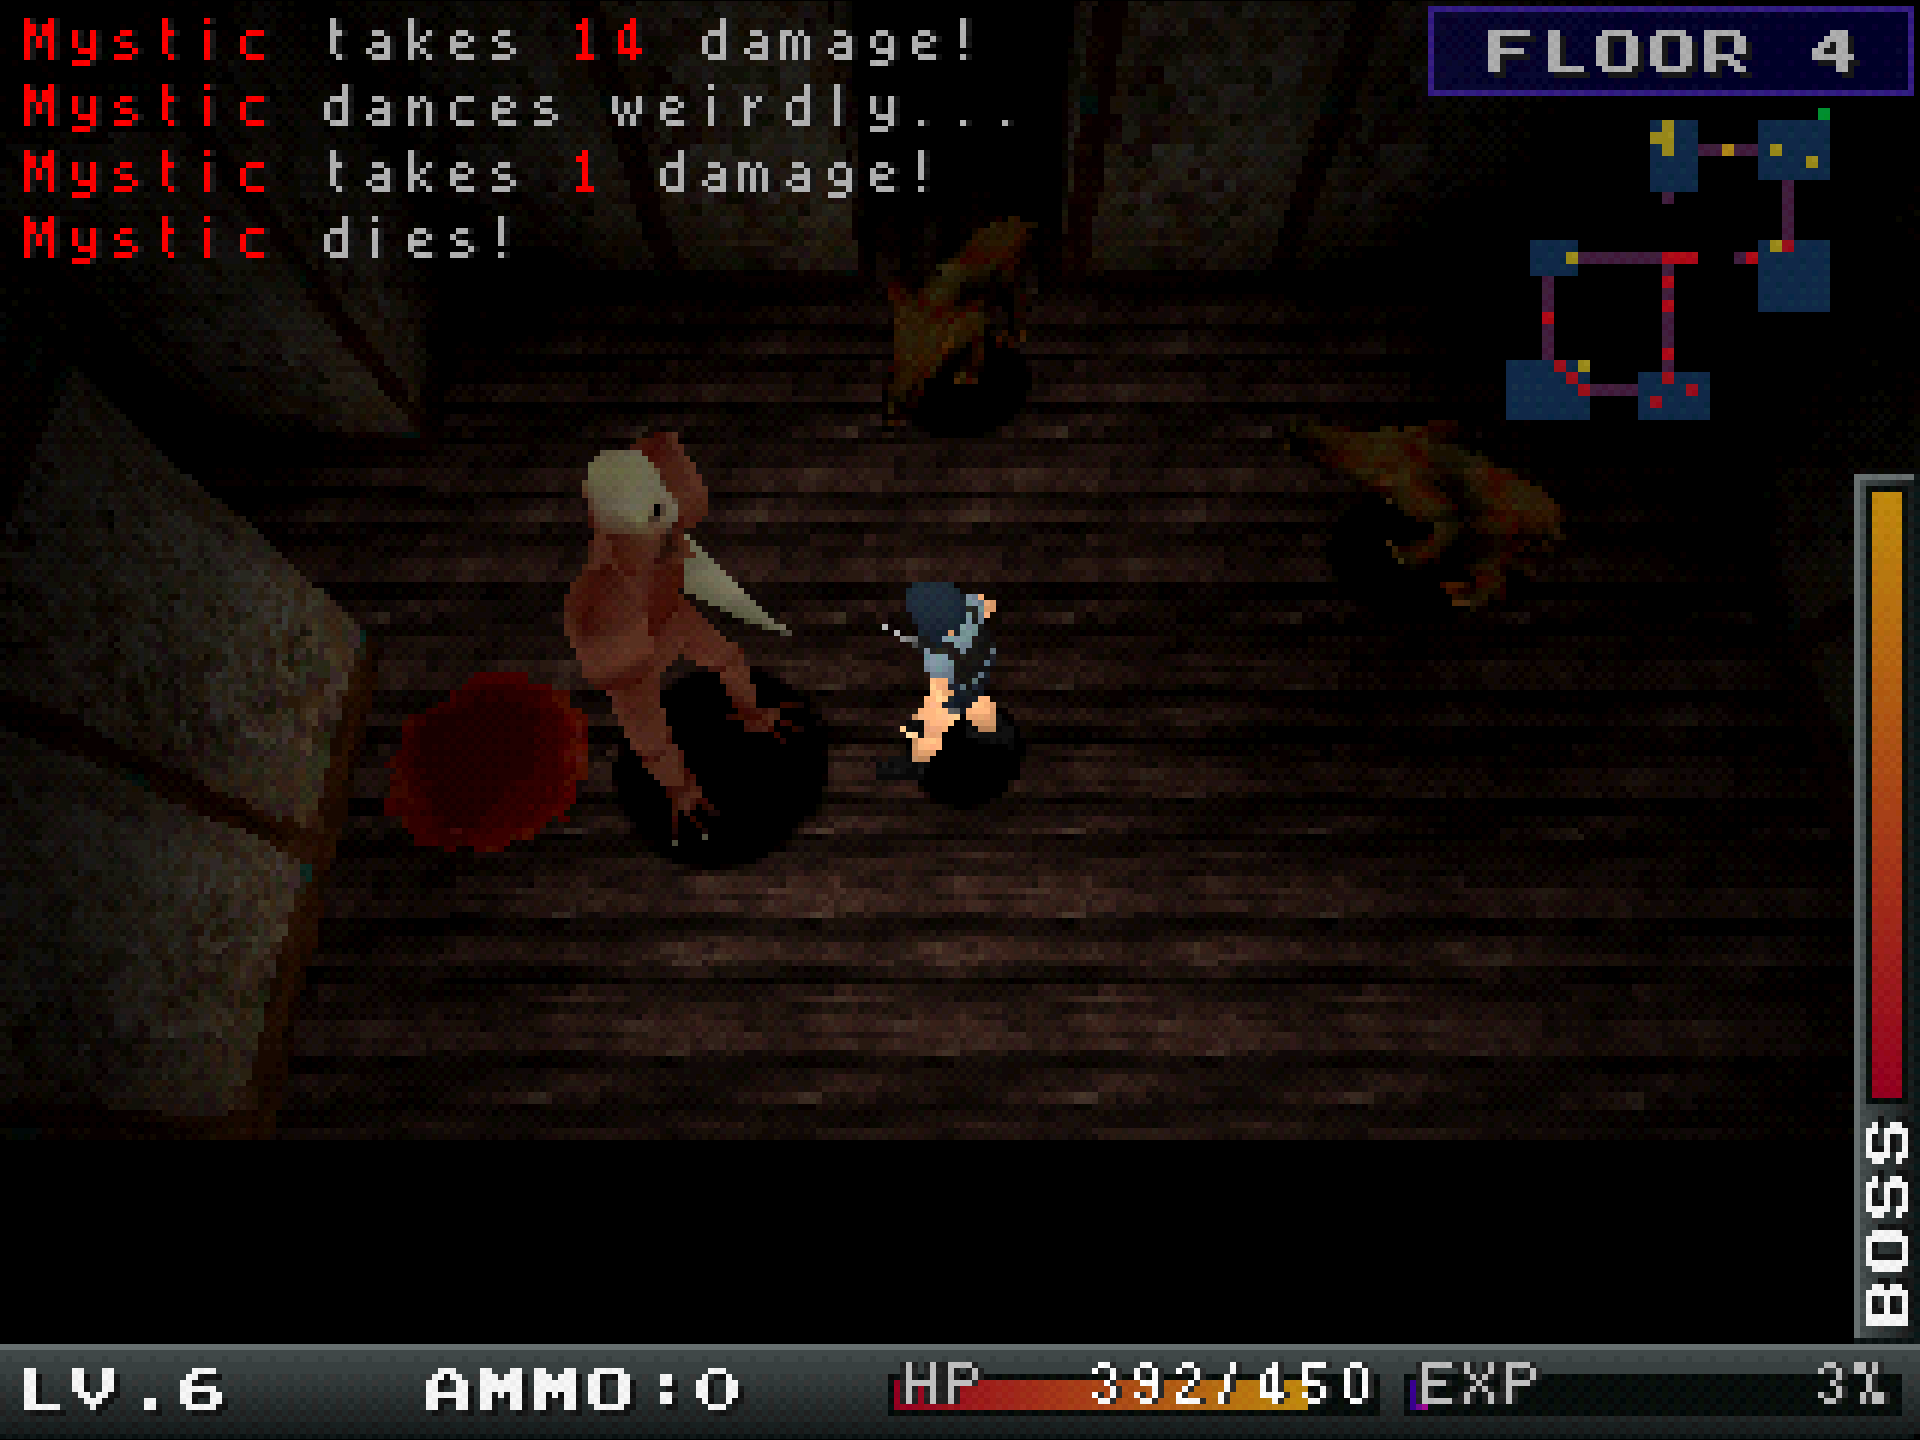 Mystic takes 14 damage!
Mystic dances weirdly...
Mystic takes 1 damage!
Mystic dies!
FLOOR 4
BOSS
LV.6 AMMO:0 HP 392/450 EXP 3%